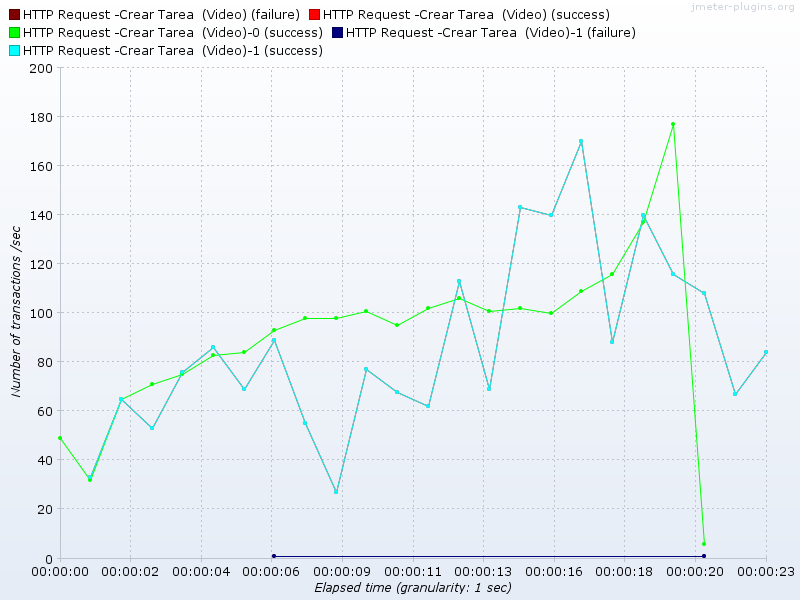 jmeter-plugins.org
HTTP Request -Crear Tarea  (Video) (failure) HTTP Request -Crear Tarea  (Video) (success)
HTTP Request -Crear Tarea  (Video)-0 (success) HTTP Request -Crear Tarea  (Video)-1 (failure)
HTTP Request -Crear Tarea  (Video)-1 (success)
200
180
160
140
120
100
80
60
40
20
0
Number of transactions /sec
00:00:00 00:00:02 00:00:04 00:00:06 00:00:09 00:00:11 00:00:13 00:00:16 00:00:18 00:00:20 00:00:23
Elapsed time (granularity: 1 sec)